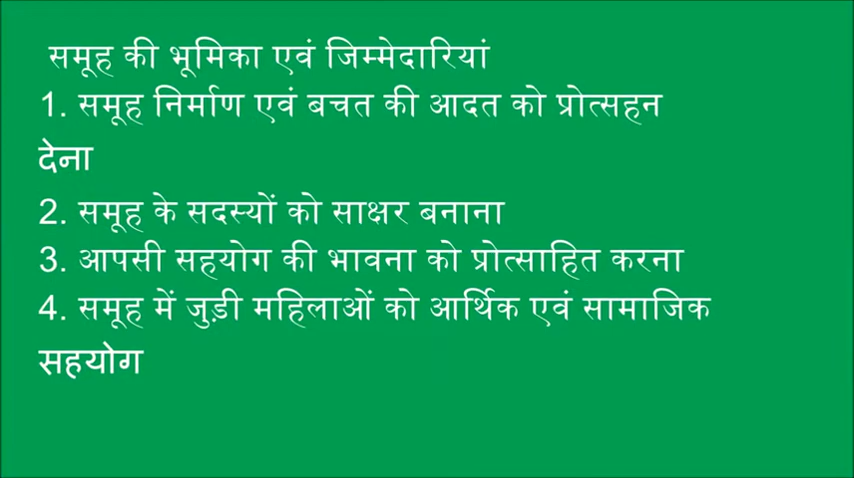 समूह की भूमिका एवं जिम्मेदारियां
1. समूह निर्माण एवं बचत की आदत को प्रोत्सहन
देना
2. समूह के सदस्यों को साक्षर बनाना
3. आपसी सहयोग की भावना को प्रोत्साहित करना
4. समूह में जुड़ी महिलाओं को आर्थिक एवं सामाजिक
सहयोग